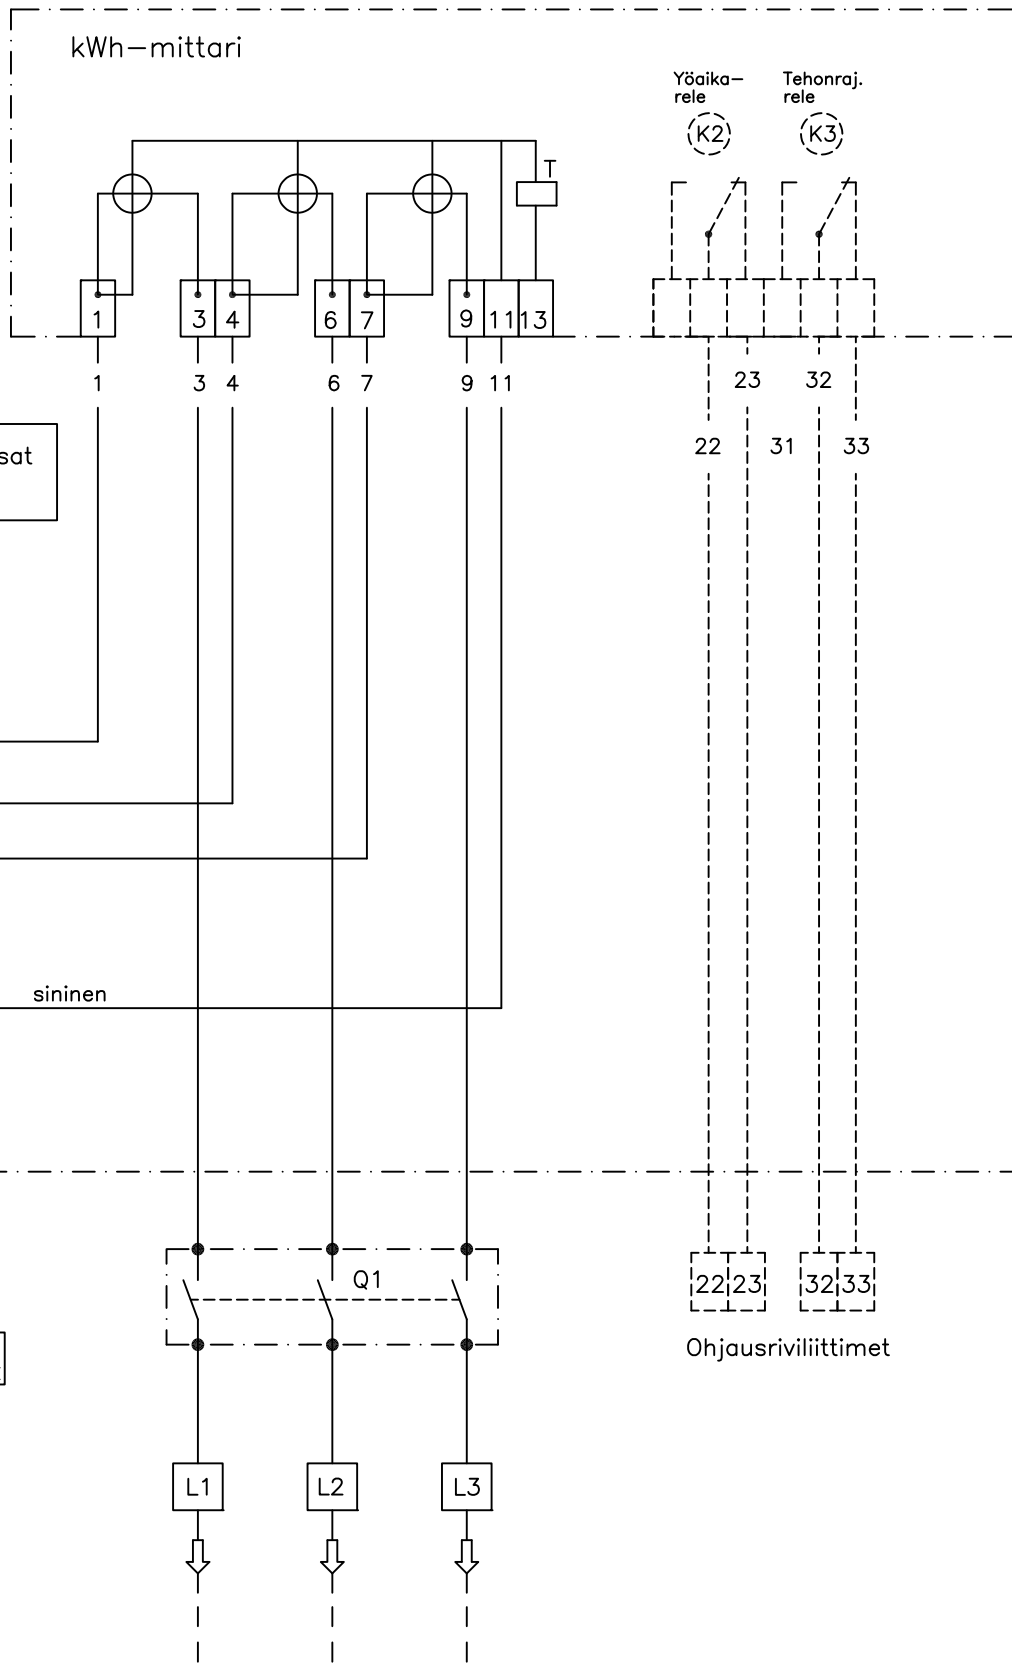 kWh-mittari
Yöaika-
rele
Tehonraj.
rele
K2
K3
T
1 3 4 6 7 9 11 13
1 3 4 6 7 9 11
23 32
22 31 33
sat
sininen
Q1
22 23 32 33
Ohjausriviliittimet
L1 L2 L3